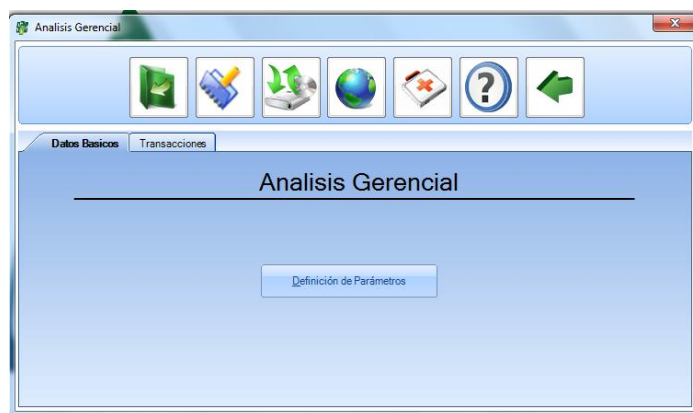 Analisis Gerencial
Datos Basicos Transacciones
Analisis Gerencial
Definición de Parámetros